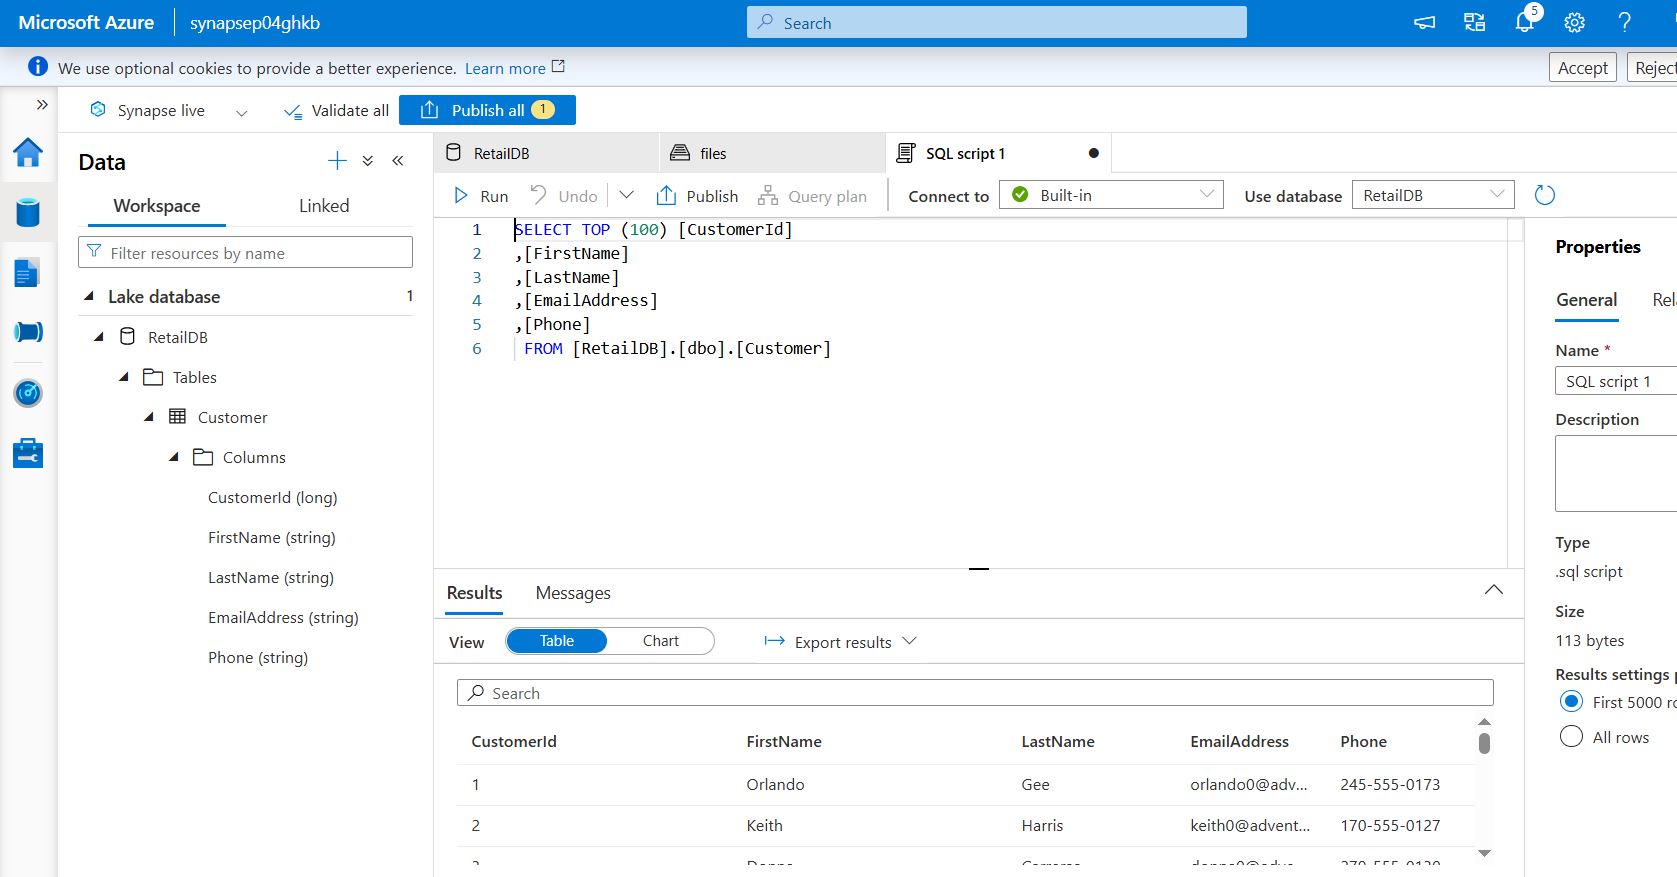 Microsoft Azure
synapsep04ghkb
Search
5
We use optional cookies to provide a better experience. Learn more
Accept
Reject
Synapse live
Validate all
Publish all 1
Data
Workspace
Linked
Filter resources by name
Lake database 1
RetailDB
Tables
Customer
Columns
CustomerId (long)
FirstName (string)
LastName (string)
EmailAddress (string)
Phone (string)
RetailDB
files
SQL script 1
Run
Undo
Publish
Query plan
Connect to
Built-in
Use database
RetailDB
1 SELECT TOP (100) [CustomerId]
2 ,[FirstName]
3 ,[LastName]
4 ,[EmailAddress]
5 ,[Phone]
6 FROM [RetailDB].[dbo].[Customer]
Results
Messages
View
Table
Chart
Export results
Search
CustomerId FirstName LastName EmailAddress Phone
1 Orlando Gee orlando0@adv... 245-555-0173
2 Keith Harris keith0@advent... 170-555-0127
Properties
General
Rel
Name *
SQL script 1
Description
Type
.sql script
Size
113 bytes
Results settings
First 5000
All rows